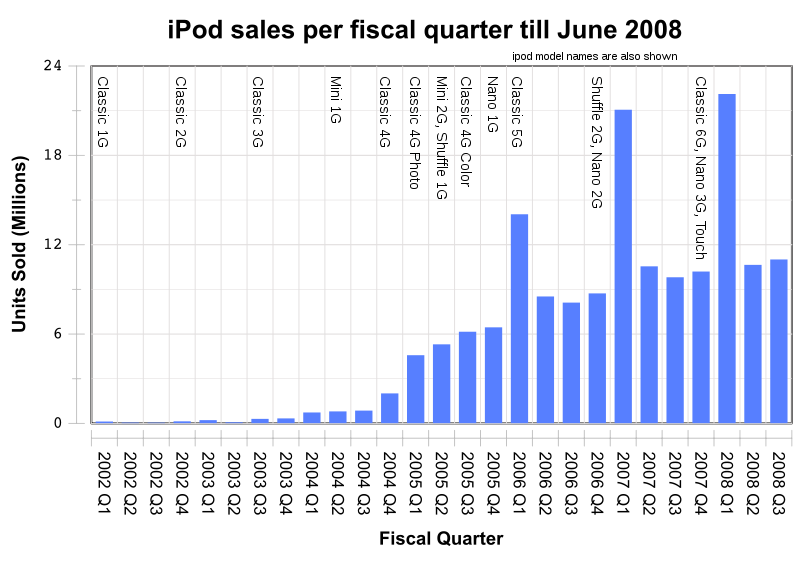 iPod sales per fiscal quarter till June 2008
ipod model names are also shown
24
18
12
6
0
Units Sold (Millions)
Classic 1G
Classic 2G
Classic 3G
Mini 1G
Classic 4G
Classic 4G Photo
Mini 2G, Shuffle 1G
Classic 4G Color
Nano 1G
Classic 5G
Shuffle 2G, Nano 2G
Classic 6G, Nano 3G, Touch
2002 Q1
2002 Q2
2002 Q3
2002 Q4
2003 Q1
2003 Q2
2003 Q3
2003 Q4
2004 Q1
2004 Q2
2004 Q3
2004 Q4
2005 Q1
2005 Q2
2005 Q3
2005 Q4
2006 Q1
2006 Q2
2006 Q3
2006 Q4
2007 Q1
2007 Q2
2007 Q3
2007 Q4
2008 Q1
2008 Q2
2008 Q3
Fiscal Quarter